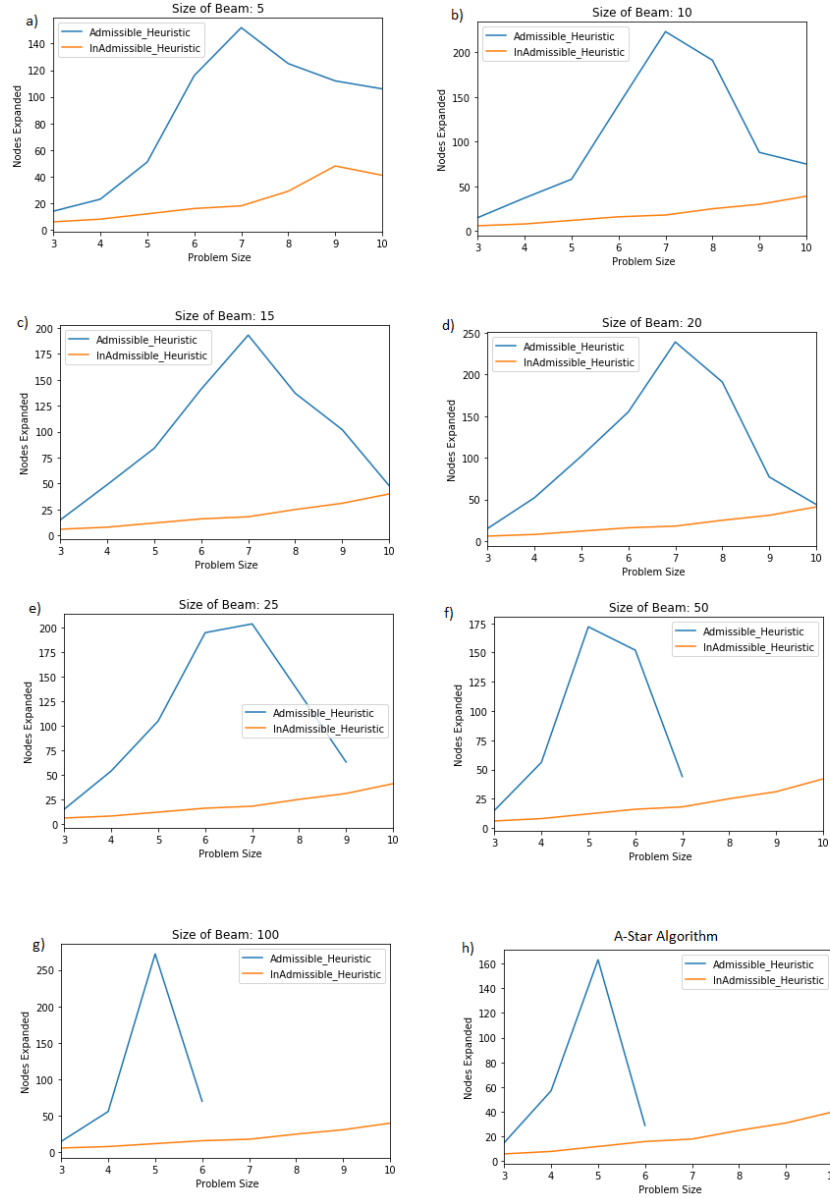 a)
Size of Beam: 5
Admissible_Heuristic
InAdmissible_Heuristic
140
120
100
80
60
40
20
0
Nodes Expanded
3 4 5 6 7 8 9 10
Problem Size
b)
Size of Beam: 10
Admissible_Heuristic
InAdmissible_Heuristic
200
150
100
50
0
Nodes Expanded
3 4 5 6 7 8 9 10
Problem Size
c)
Size of Beam: 15
Admissible_Heuristic
InAdmissible_Heuristic
200
175
150
125
100
75
50
25
0
Nodes Expanded
3 4 5 6 7 8 9 10
Problem Size
d)
Size of Beam: 20
Admissible_Heuristic
InAdmissible_Heuristic
250
200
150
100
50
0
Nodes Expanded
3 4 5 6 7 8 9 10
Problem Size
e)
Size of Beam: 25
Admissible_Heuristic
InAdmissible_Heuristic
200
175
150
125
100
75
50
25
0
Nodes Expanded
3 4 5 6 7 8 9 10
Problem Size
f)
Size of Beam: 50
Admissible_Heuristic
InAdmissible_Heuristic
175
150
125
100
75
50
25
0
Nodes Expanded
3 4 5 6 7 8 9 10
Problem Size
g)
Size of Beam: 100
Admissible_Heuristic
InAdmissible_Heuristic
250
200
150
100
50
0
Nodes Expanded
3 4 5 6 7 8 9 10
Problem Size
h)
A-Star Algorithm
Admissible_Heuristic
InAdmissible_Heuristic
160
140
120
100
80
60
40
20
0
Nodes Expanded
3 4 5 6 7 8 9
Problem Size